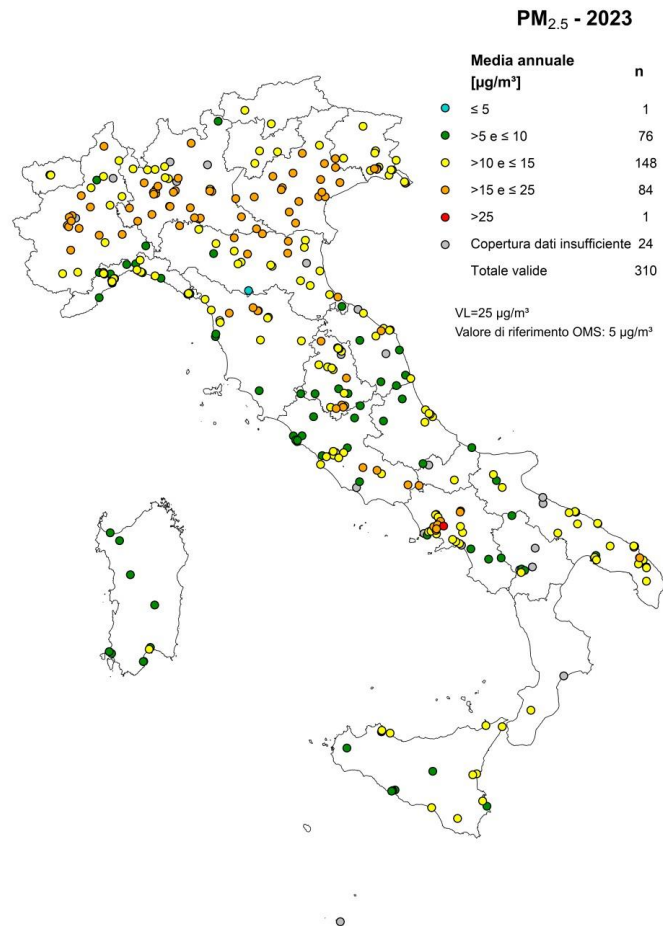 PM2.5 - 2023
Media annuale
[µg/m³] n
≤ 5 1
>5 e ≤ 10 76
>10 e ≤ 15 148
>15 e ≤ 25 84
>25 1
Copertura dati insufficiente 24
Totale valide 310
VL=25 µg/m³
Valore di riferimento OMS: 5 µg/m³